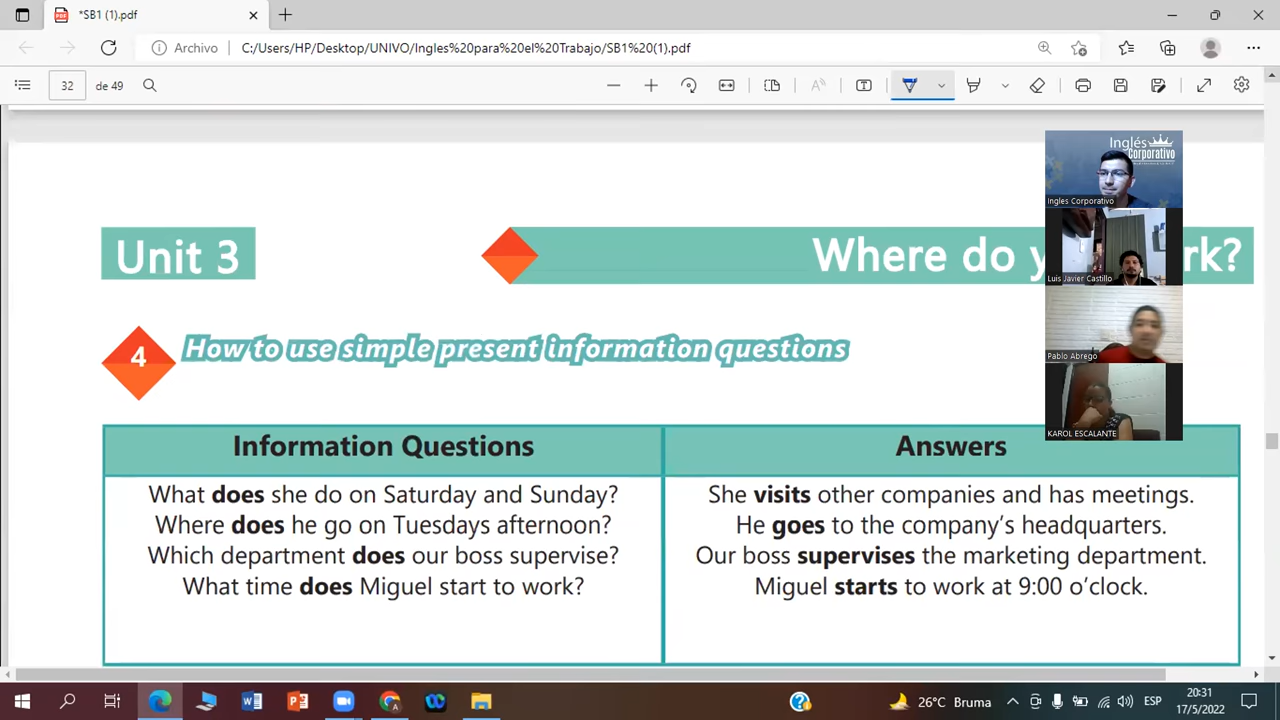 *SB1 (1).pdf
Archivo
C:/Users/HP/Desktop/UNIVO/Ingles%20para%20el%20Trabajo/SB1%20(1).pdf
32
de 49
Inglés
Corporativo
Ingles Corporativo
Luis Javier Castillo
Pablo Abrego
KAROL ESCALANTE
Unit 3
Where do y rk?
4
How to use simple present information questions
Information Questions
Answers
What does she do on Saturday and Sunday?
She visits other companies and has meetings.
Where does he go on Tuesdays afternoon?
He goes to the company’s headquarters.
Which department does our boss supervise?
Our boss supervises the marketing department.
What time does Miguel start to work?
Miguel starts to work at 9:00 o’clock.
26°C Bruma
ESP
20:31
17/5/2022